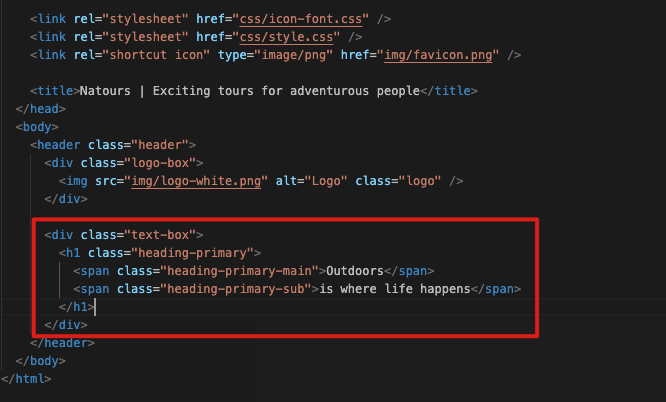 <link rel="stylesheet" href="css/icon-font.css" />
<link rel="stylesheet" href="css/style.css" />
<link rel="shortcut icon" type="image/png" href="img/favicon.png" />
<title>Natours | Exciting tours for adventurous people</title>
</head>
<body>
<header class="header">
<div class="logo-box">
<img src="img/logo-white.png" alt="Logo" class="logo" />
</div>
<div class="text-box">
<h1 class="heading-primary">
<span class="heading-primary-main">Outdoors</span>
<span class="heading-primary-sub">is where life happens</span>
</h1>
</div>
</header>
</body>
</html>